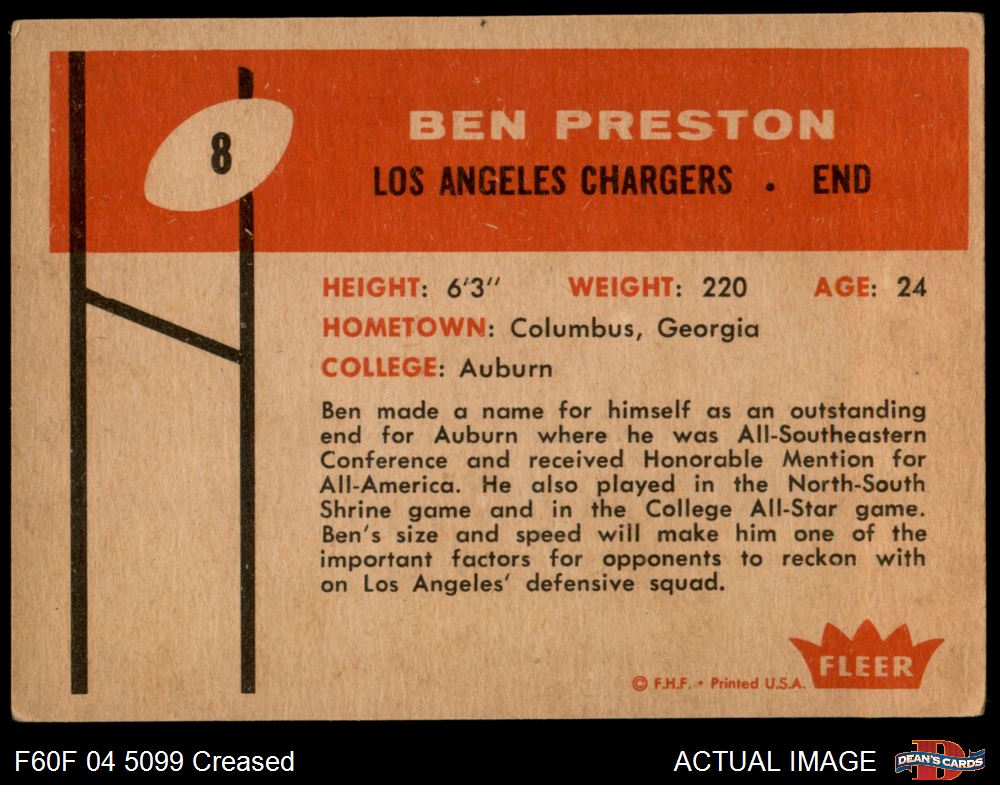 8
BEN PRESTON
LOS ANGELES CHARGERS . END
HEIGHT: 6'3" WEIGHT: 220 AGE: 24
HOMETOWN: Columbus, Georgia
COLLEGE: Auburn
Ben made a name for himself as an outstanding
end for Auburn where he was All-Southeastern
Conference and received Honorable Mention for
All-America. He also played in the North-South
Shrine game and in the College All-Star game.
Ben's size and speed will make him one of the
important factors for opponents to reckon with
on Los Angeles' defensive squad.
FLEER
© F.H.F. • Printed U.S.A.
F60F 04 5099 Creased
ACTUAL IMAGE
D
DEAN'S CARDS